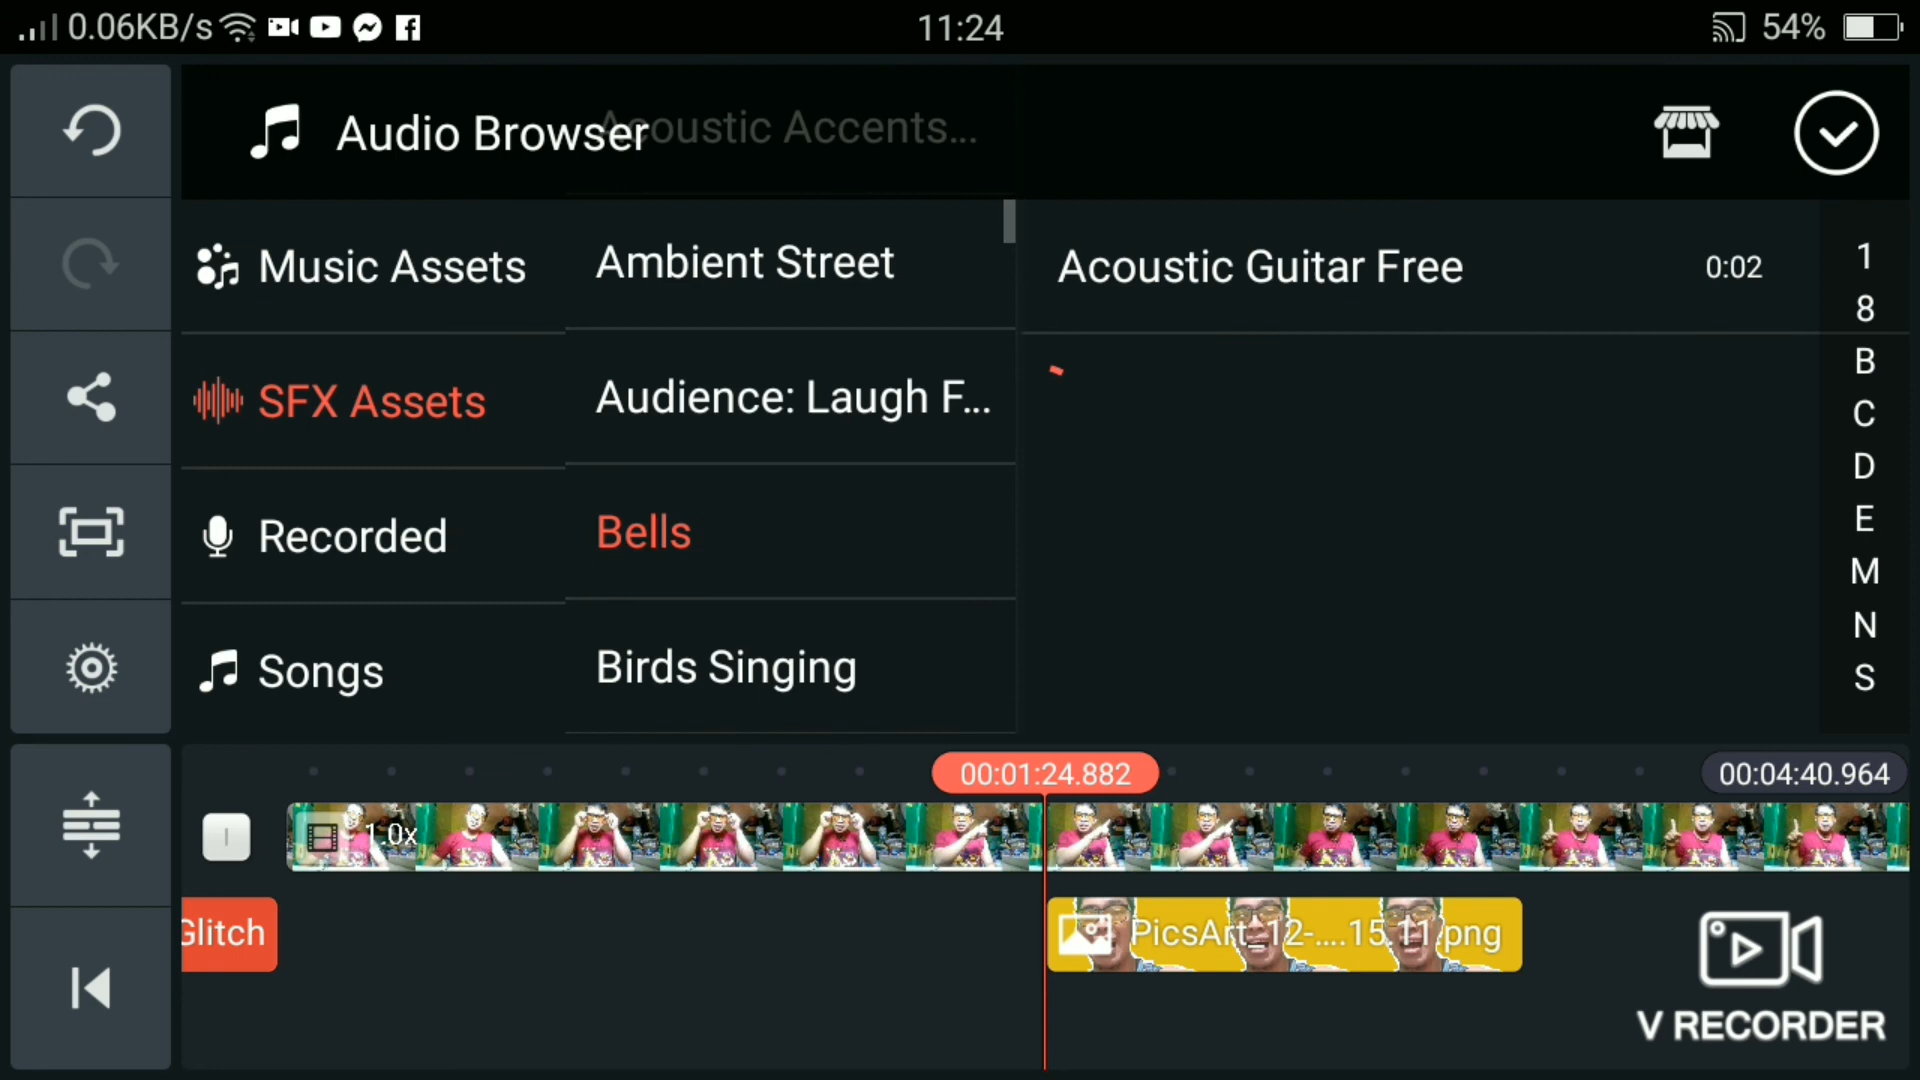 0.06KB/s
11:24
54%
Audio Browser
Acoustic Accents...
Music Assets
SFX Assets
Recorded
Songs
Ambient Street
Audience: Laugh F...
Bells
Birds Singing
Acoustic Guitar Free
0:02
1
8
B
C
D
E
M
N
S
00:01:24.882
00:04:40.964
1.0x
Glitch
PicsArt_12-....15.11.png
V RECORDER